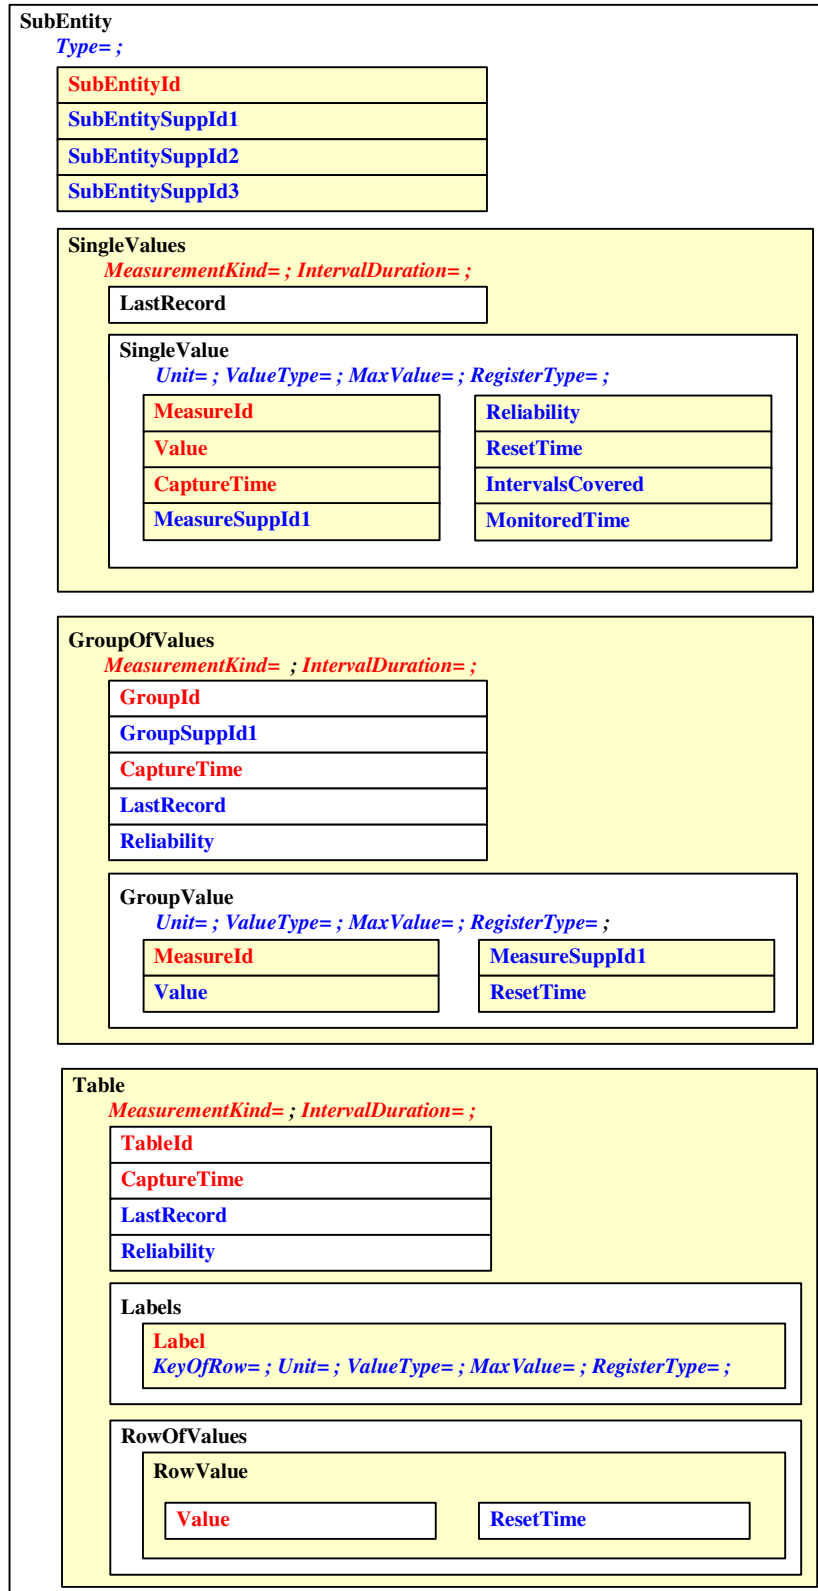 SubEntity
Type= ;
SubEntityId
SubEntitySuppId1
SubEntitySuppId2
SubEntitySuppId3
SingleValues
MeasurementKind= ; IntervalDuration= ;
LastRecord
SingleValue
Unit= ; ValueType= ; MaxValue= ; RegisterType= ;
MeasureId
Value
CaptureTime
MeasureSuppId1
Reliability
ResetTime
IntervalsCovered
MonitoredTime
GroupOfValues
MeasurementKind= ; IntervalDuration= ;
GroupId
GroupSuppId1
CaptureTime
LastRecord
Reliability
GroupValue
Unit= ; ValueType= ; MaxValue= ; RegisterType= ;
MeasureId
Value
MeasureSuppId1
ResetTime
Table
MeasurementKind= ; IntervalDuration= ;
TableId
CaptureTime
LastRecord
Reliability
Labels
Label
KeyOfRow= ; Unit= ; ValueType= ; MaxValue= ; RegisterType= ;
RowOfValues
RowValue
Value
ResetTime